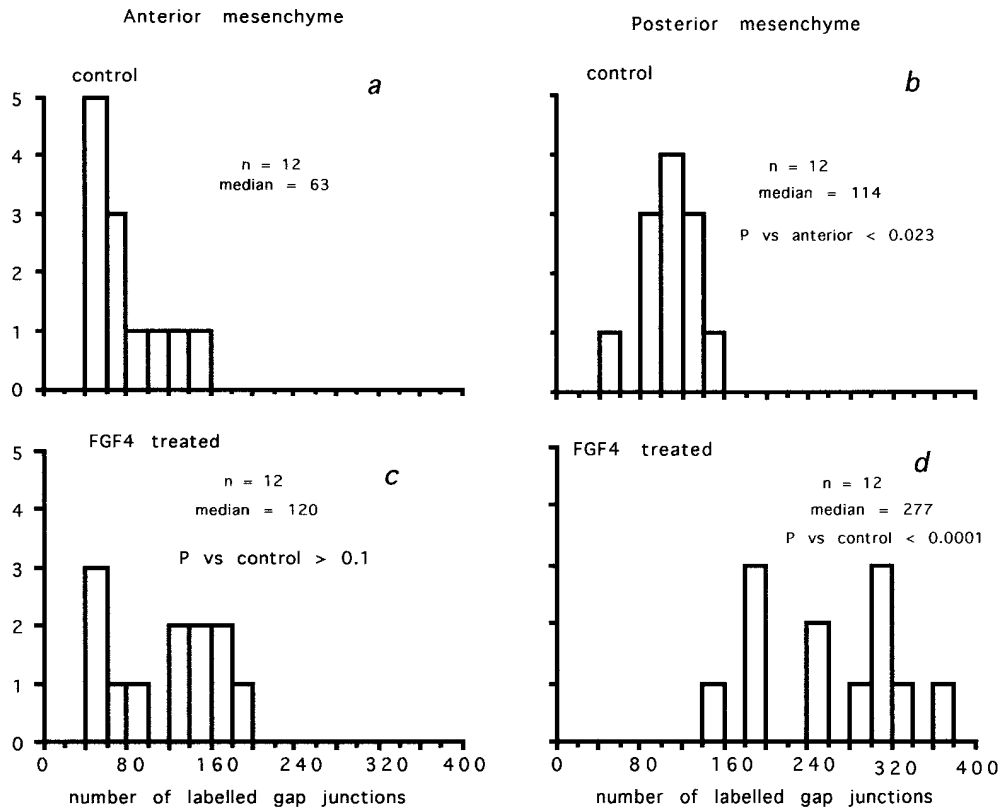 Anterior mesenchyme
Posterior mesenchyme
control
a
5
4
3
2
1
0
n = 12
median = 63
control
b
n = 12
median = 114
P vs anterior < 0.023
FGF4 treated
c
5
4
3
2
1
0
n = 12
median = 120
P vs control > 0.1
0 80 160 240 320 400
number of labelled gap junctions
FGF4 treated
d
n = 12
median = 277
P vs control < 0.0001
0 80 160 240 320 400
number of labelled gap junctions